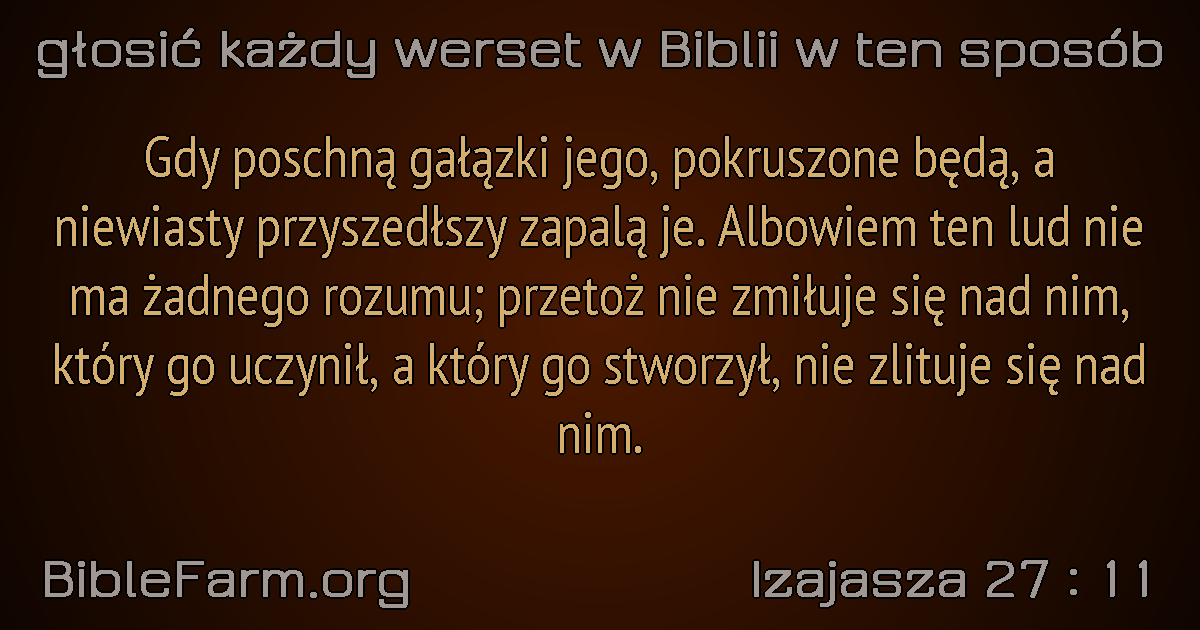 głosić każdy werset w Biblii w ten sposób
Gdy poschną gałązki jego, pokruszone będą, a
niewiasty przyszedłszy zapalą je. Albowiem ten lud nie
ma żadnego rozumu; przetoż nie zmiłuje się nad nim,
który go uczynił, a który go stworzył, nie zlituje się nad
nim.
BibleFarm.org
Izajasza 27 : 11